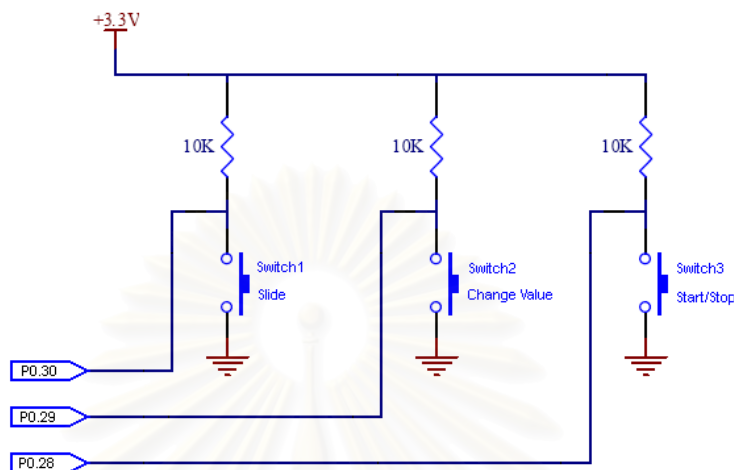 +3.3V
10K
10K
10K
Switch1
Slide
Switch2
Change Value
Switch3
Start/Stop
P0.30
P0.29
P0.28